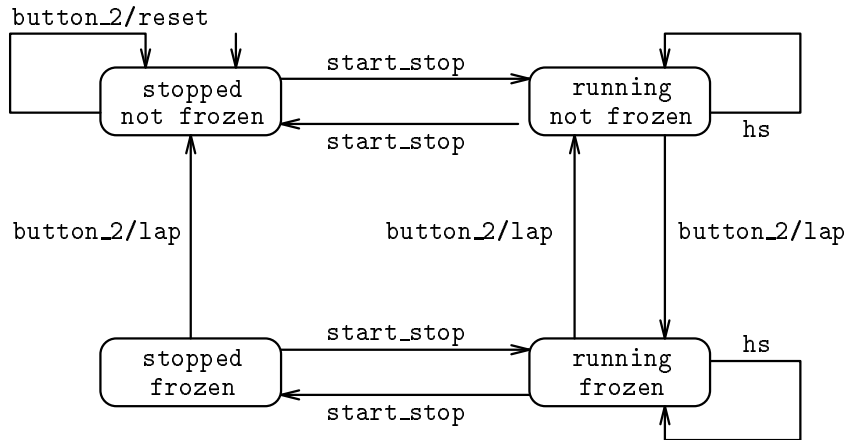 button_2/reset
start_stop
stopped
not frozen
running
not frozen
start_stop
hs
button_2/lap
button_2/lap
button_2/lap
start_stop
stopped
frozen
running
frozen
hs
start_stop